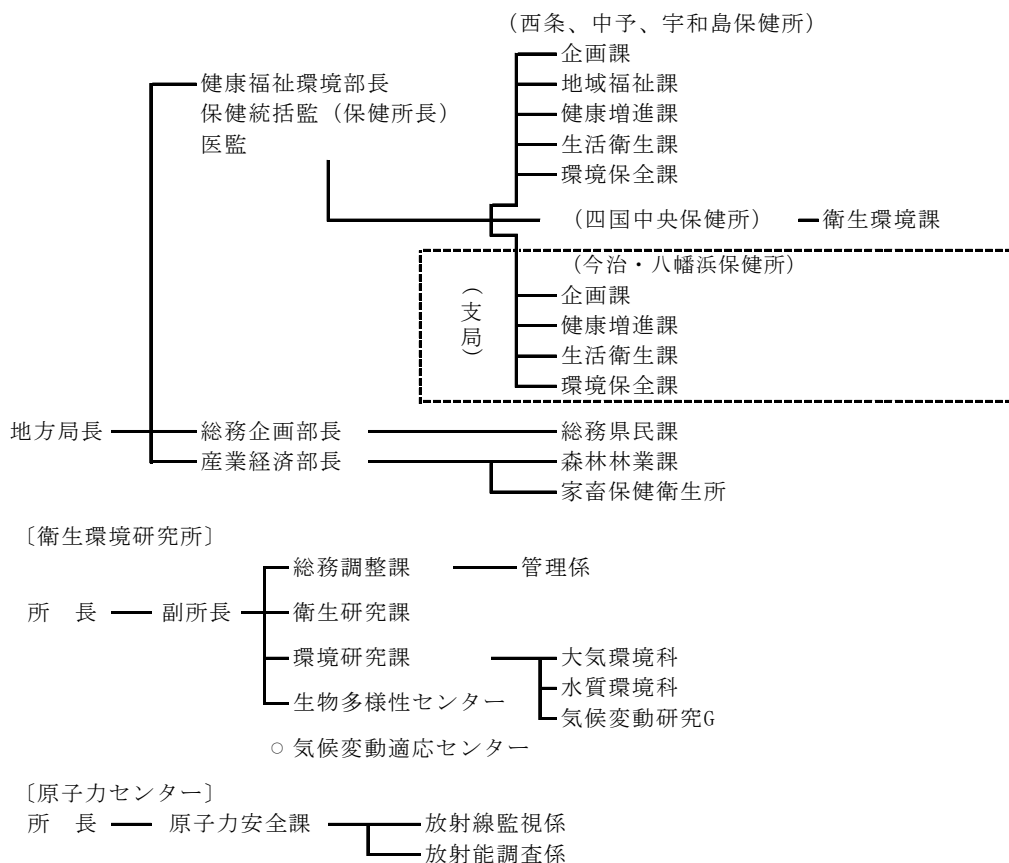 （西条、中予、宇和島保健所）
企画課
健康福祉環境部長　地域福祉課
保健統括監（保健所長）　健康増進課
医監　生活衛生課
環境保全課
（四国中央保健所）　衛生環境課
（今治・八幡浜保健所）
（支局）
企画課
健康増進課
生活衛生課
環境保全課
地方局長　総務企画部長　総務県民課
産業経済部長　森林林業課
家畜保健衛生所
〔衛生環境研究所〕
総務調整課　管理係
所　長　副所長　衛生研究課
環境研究課　大気環境科
水質環境科
生物多様性センター
気候変動研究G
○ 気候変動適応センター
〔原子力センター〕
所　長　原子力安全課　放射線監視係
放射能調査係